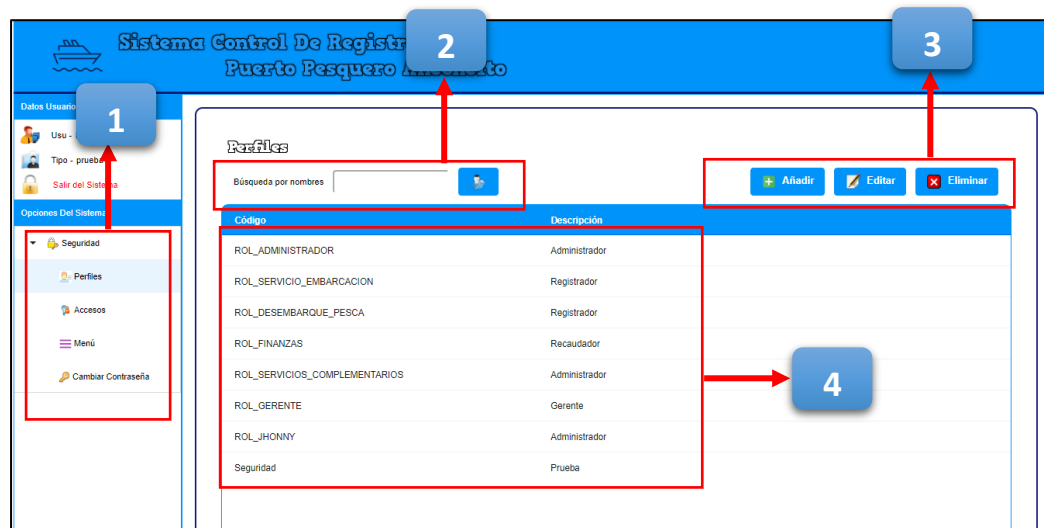 Sistema Control De Registr
Puerto Pesquero
1
2
3
4
Datos Usuario
Usu -
Tipo - prueba
Salir del Sistema
Opciones Del Sistema
Seguridad
Perfiles
Accesos
Menú
Cambiar Contraseña
Perfiles
Búsqueda por nombres
Añadir Editar Eliminar
Código Descripción
ROL_ADMINISTRADOR Administrador
ROL_SERVICIO_EMBARCACION Registrador
ROL_DESEMBARQUE_PESCA Registrador
ROL_FINANZAS Recaudador
ROL_SERVICIOS_COMPLEMENTARIOS Administrador
ROL_GERENTE Gerente
ROL_JHONNY Administrador
Seguridad Prueba